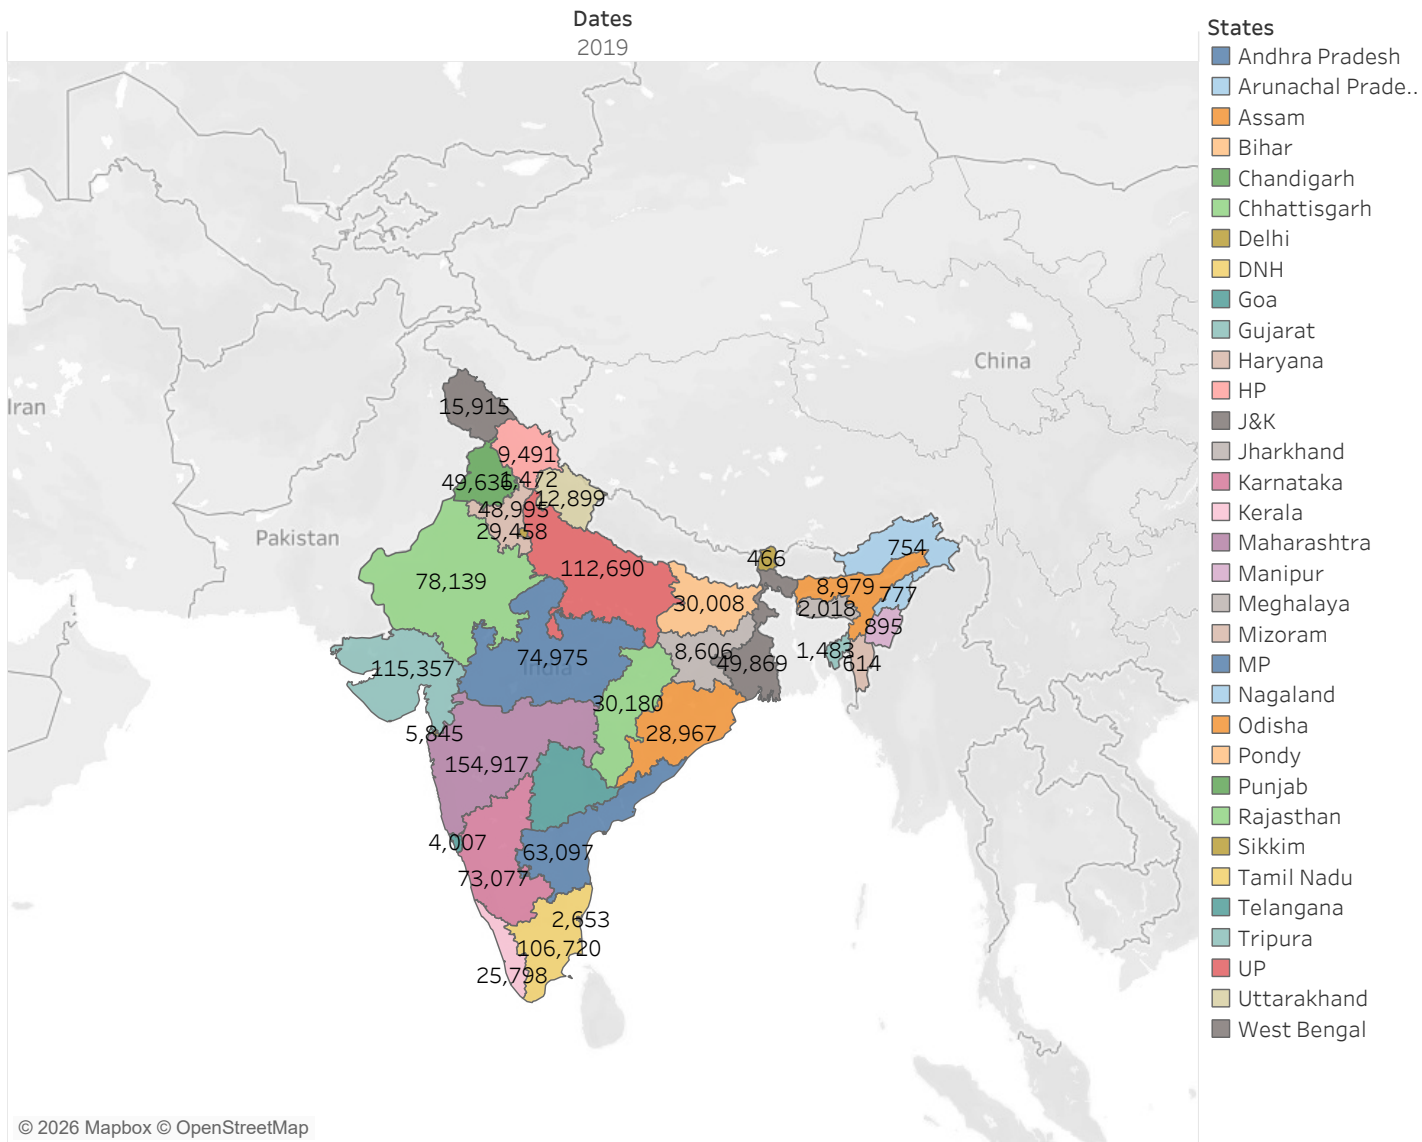 Dates
2019
States
Andhra Pradesh
Arunachal Prade..
Assam
Bihar
Chandigarh
Chhattisgarh
Delhi
DNH
Goa
Gujarat
Haryana
HP
J&K
Jharkhand
Karnataka
Kerala
Maharashtra
Manipur
Meghalaya
Mizoram
MP
Nagaland
Odisha
Pondy
Punjab
Rajasthan
Sikkim
Tamil Nadu
Telangana
Tripura
UP
Uttarakhand
West Bengal
China
Iran
15,915
9,491
49,636
1,472
12,899
48,995
29,458
Pakistan
754
466
112,690
78,139
8,979
777
30,008
2,018
895
1,483
8,606
74,975
49,869
614
115,357
India
30,180
5,845
28,967
154,917
4,007
63,097
73,077
2,653
106,720
25,798
© 2026 Mapbox © OpenStreetMap